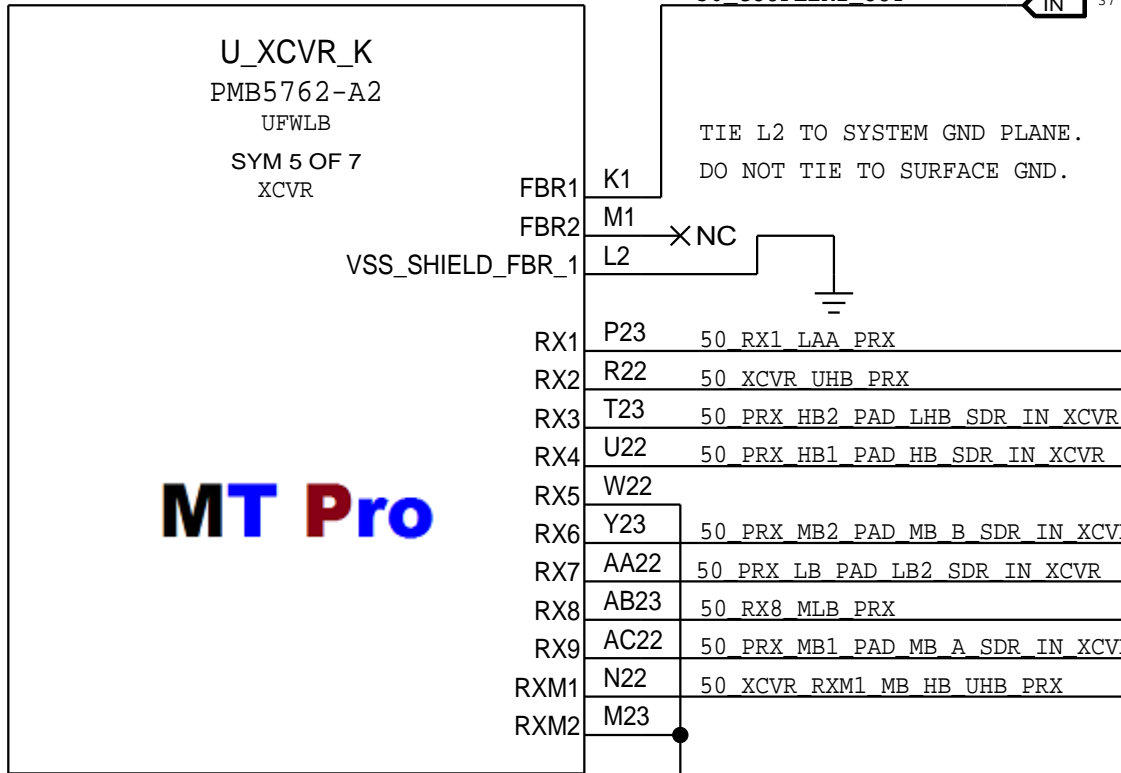 IN
U_XCVR_K
PMB5762-A2
UFWLB
SYM 5 OF 7
XCVR
TIE L2 TO SYSTEM GND PLANE.
DO NOT TIE TO SURFACE GND.
FBR1 K1
FBR2 M1 NC
VSS_SHIELD_FBR_1 L2
RX1 P23 50_RX1_LAA_PRX
RX2 R22 50_XCVR_UHB_PRX
RX3 T23 50_PRX_HB2_PAD_LHB_SDR_IN_XCVR
RX4 U22 50_PRX_HB1_PAD_HB_SDR_IN_XCVR
RX5 W22
MT Pro
RX6 Y23 50_PRX_MB2_PAD_MB_B_SDR_IN_XCV
RX7 AA22 50_PRX_LB_PAD_LB2_SDR_IN_XCVR
RX8 AB23 50_RX8_MLB_PRX
RX9 AC22 50_PRX_MB1_PAD_MB_A_SDR_IN_XCV
RXM1 N22 50_XCVR_RXM1_MB_HB_UHB_PRX
RXM2 M23